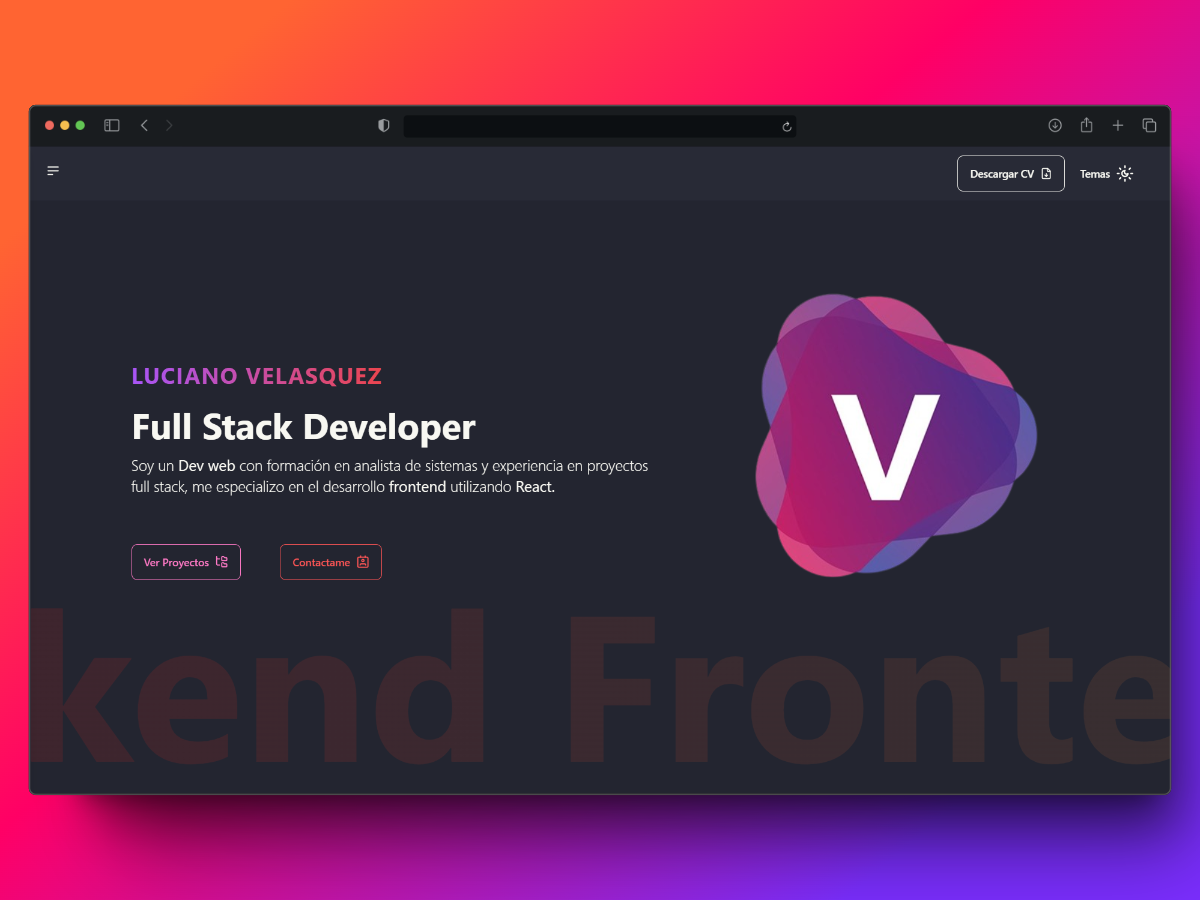 Descargar CV
Temas
LUCIANO VELASQUEZ
Full Stack Developer
Soy un Dev web con formación en analista de sistemas y experiencia en proyectos
full stack, me especializo en el desarrollo frontend utilizando React.
V
Ver Proyectos
Contactame
kend Fronte